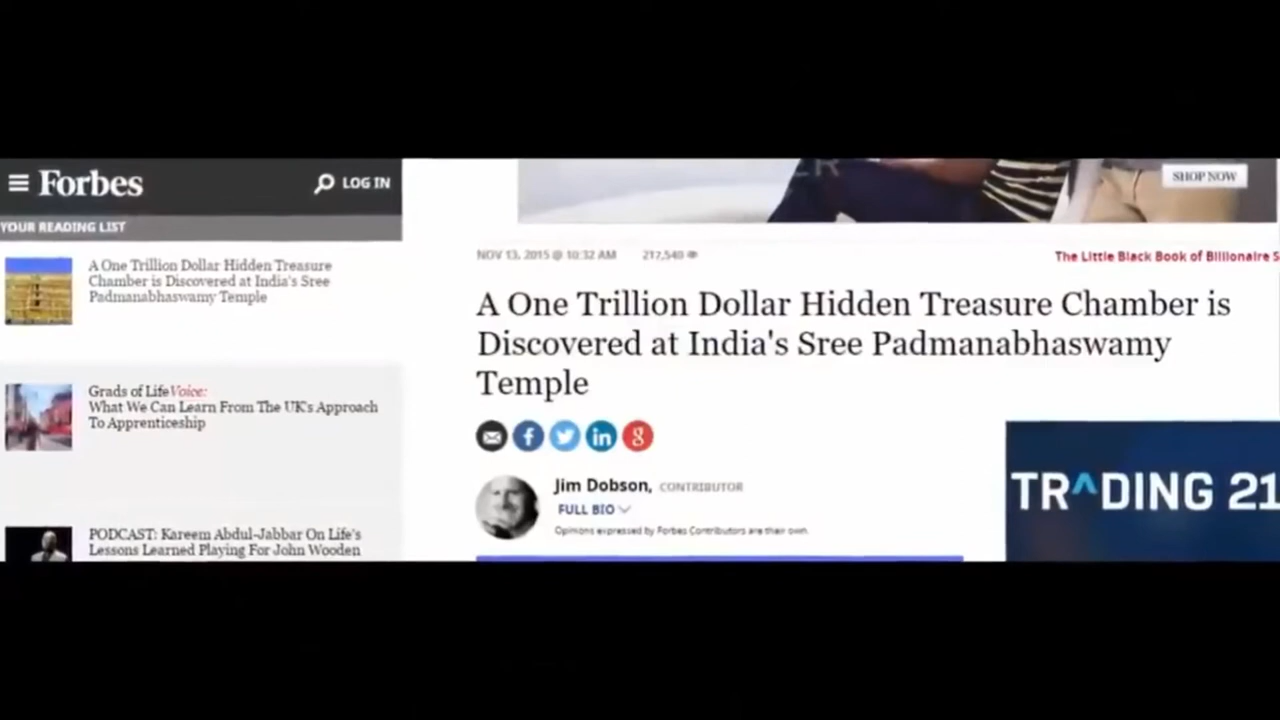 Forbes
LOG IN
YOUR READING LIST
A One Trillion Dollar Hidden Treasure
Chamber is Discovered at India's Sree
Padmanabhaswamy Temple
Grads of Life Voice:
What We Can Learn From The UK's Approach
To Apprenticeship
PODCAST: Kareem Abdul-Jabbar On Life's
Lessons Learned Playing For John Wooden
SHOP NOW
NOV 13, 2015 @ 10:32 AM 217,540
The Little Black Book of Billionaire S
A One Trillion Dollar Hidden Treasure Chamber is
Discovered at India's Sree Padmanabhaswamy
Temple
Jim Dobson, CONTRIBUTOR
FULL BIO
Opinions expressed by Forbes Contributors are their own.
TRADING 21